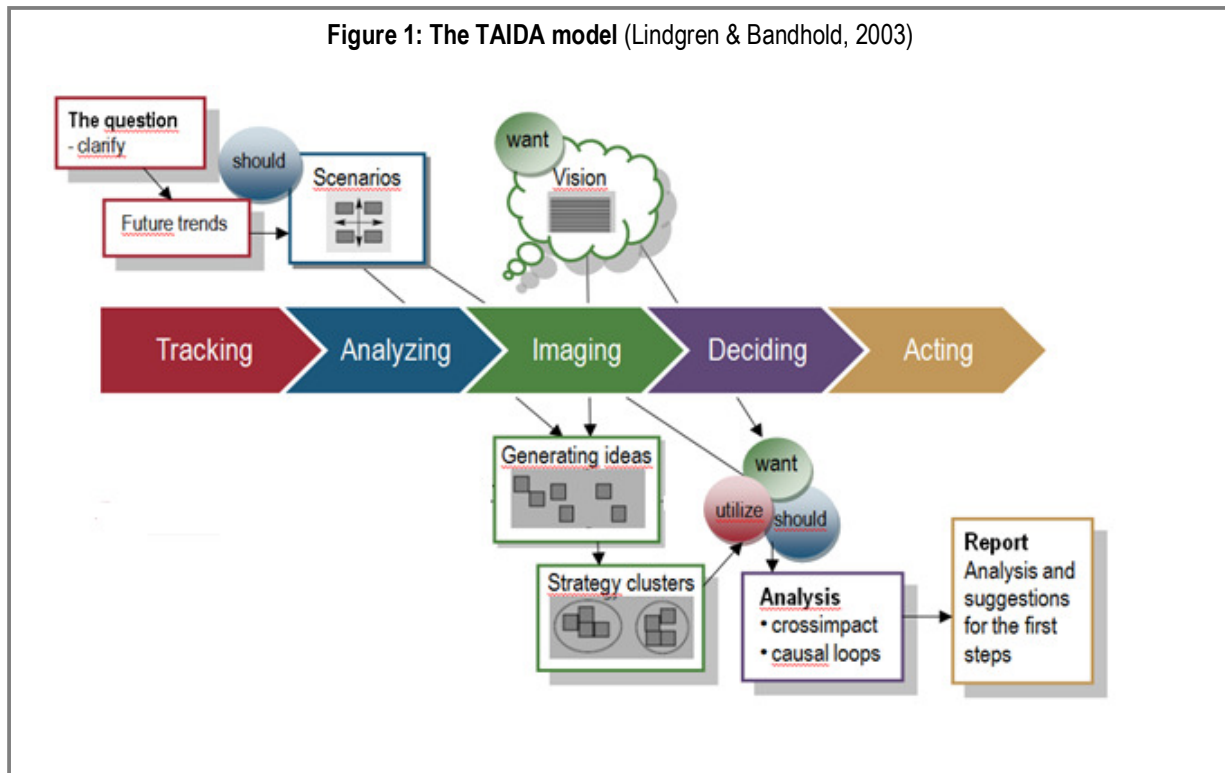 Figure 1: The TAIDA model (Lindgren & Bandhold, 2003)
The question
- clarify
should
Scenarios
Future trends
want
Vision
Tracking
Analyzing
Imaging
Deciding
Acting
Generating ideas
want
utilize
should
Strategy clusters
Analysis
• crossimpact
• causal loops
Report
Analysis and
suggestions
for the first
steps